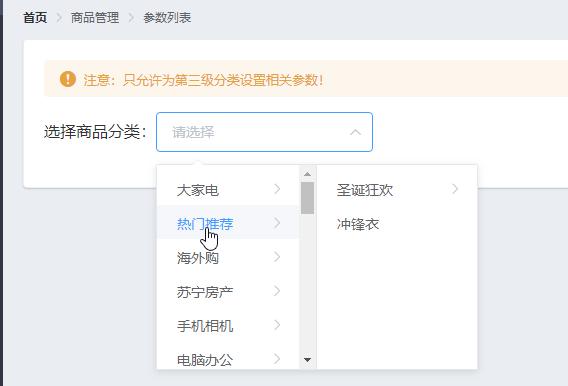 首页 > 商品管理 > 参数列表
注意：只允许为第三级分类设置相关参数!
选择商品分类： 请选择
大家电
热门推荐
海外购
苏宁房产
手机相机
电脑办公
圣诞狂欢
冲锋衣